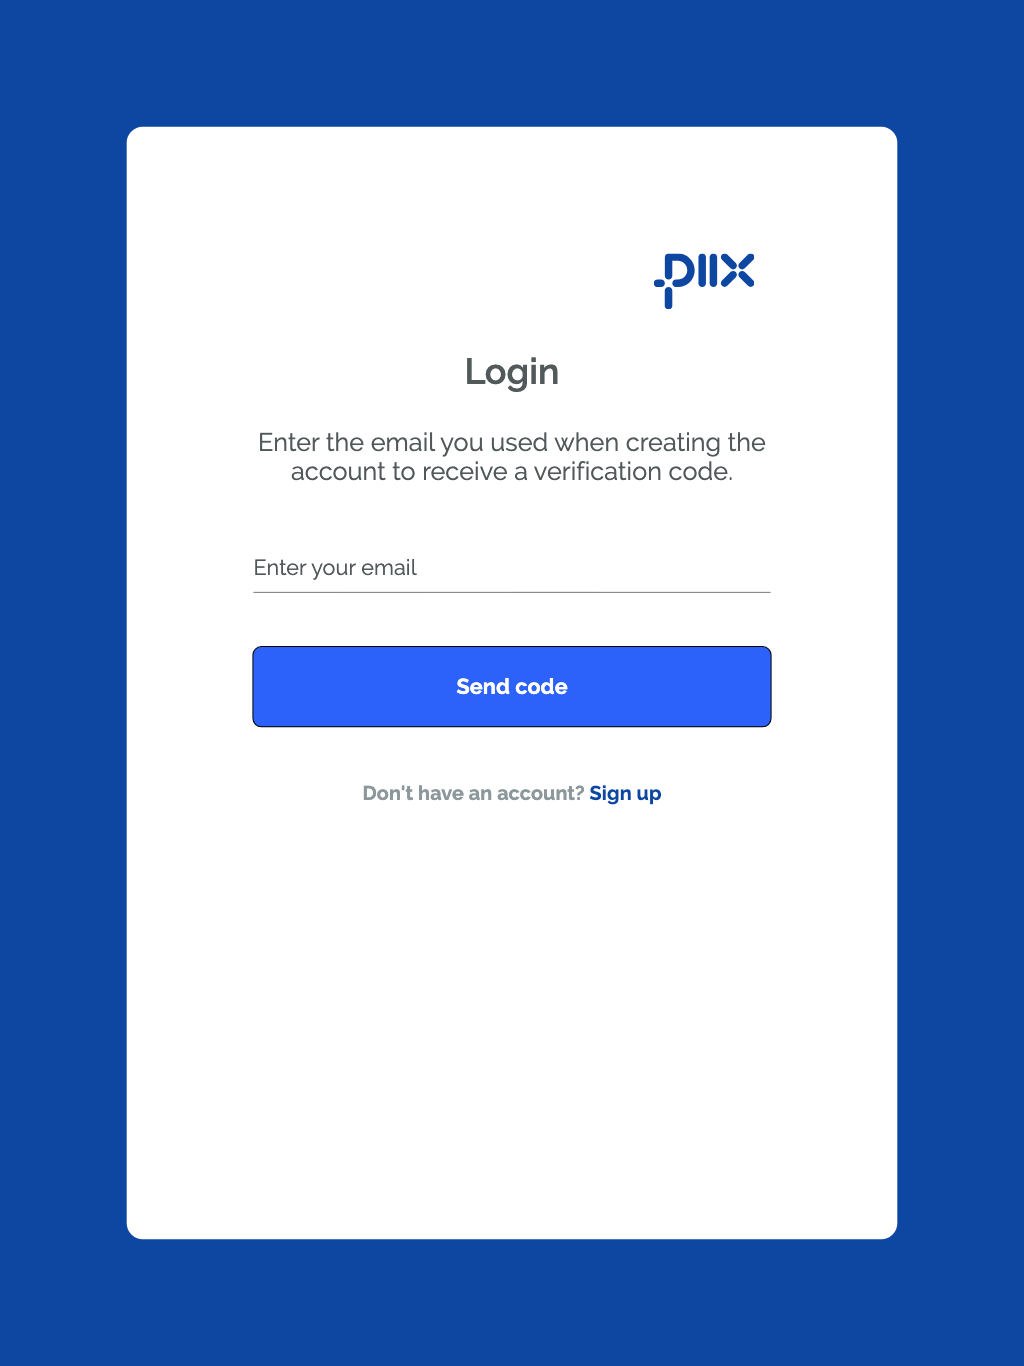 piix
Login
Enter the email you used when creating the
account to receive a verification code.
Enter your email
Send code
Don't have an account? Sign up